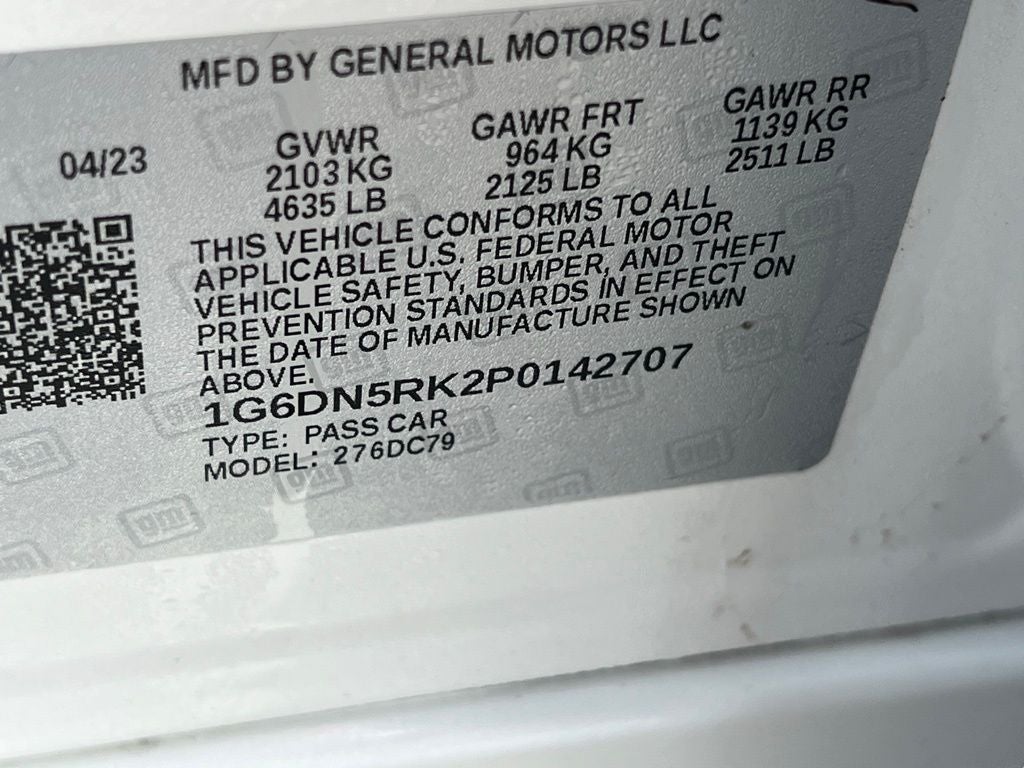 MFD BY GENERAL MOTORS LLC
04/23
GVWR
2103 KG
4635 LB
GAWR FRT
964 KG
2125 LB
GAWR RR
1139 KG
2511 LB
THIS VEHICLE CONFORMS TO ALL
APPLICABLE U.S. FEDERAL MOTOR
VEHICLE SAFETY, BUMPER, AND THEFT
PREVENTION STANDARDS IN EFFECT ON
THE DATE OF MANUFACTURE SHOWN
ABOVE.
1G6DN5RK2P0142707
TYPE: PASS CAR
MODEL: 276DC79
gm